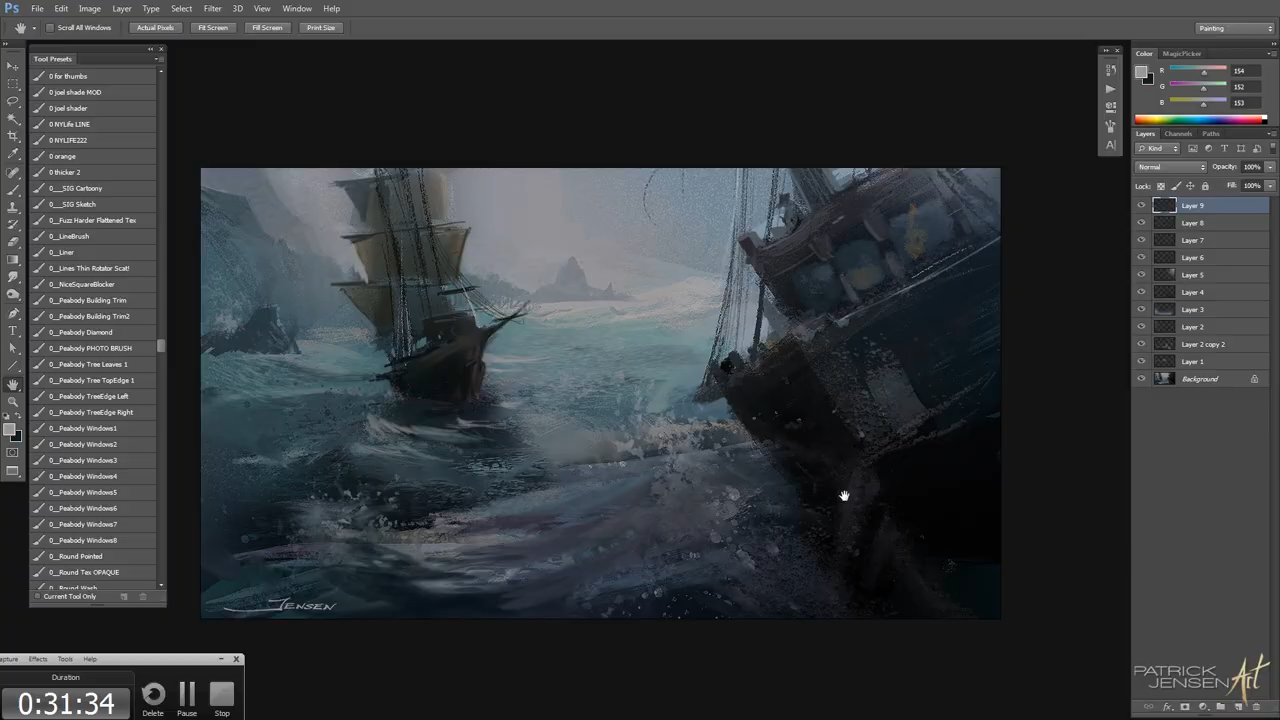 Ps File Edit Image Layer Type Select Filter 3D View Window Help
Scroll All Windows Actual Pixels Fit Screen Fill Screen Print Size Painting
Tool Presets
0 for thumbs
0 joel shade MOD
0 joel shader
0 NYLife LINE
0 NYLIFE222
0 orange
0 thicker 2
0___SIG Cartoony
0___SIG Sketch
0__Fuzz Harder Flattened Tex
0__LineBrush
0__Liner
0__Lines Thin Rotator Scat!
0__NiceSquareBlocker
0__Peabody Building Trim
0__Peabody Building Trim2
0__Peabody Diamond
0__Peabody PHOTO BRUSH
0__Peabody Tree Leaves 1
0__Peabody Tree TopEdge 1
0__Peabody TreeEdge Left
0__Peabody TreeEdge Right
0__Peabody Windows1
0__Peabody Windows2
0__Peabody Windows3
0__Peabody Windows4
0__Peabody Windows5
0__Peabody Windows6
0__Peabody Windows7
0__Peabody Windows8
0__Round Pointed
0__Round Tex OPAQUE
0__Round Wash
Current Tool Only
JENSEN
Color MagicPicker
R 154
G 152
B 153
Layers Channels Paths
Kind
Normal Opacity: 100%
Lock: Fill: 100%
Layer 9
Layer 8
Layer 7
Layer 6
Layer 5
Layer 4
Layer 3
Layer 2
Layer 2 copy 2
Layer 1
Background
apture Effects Tools Help
Duration
0:31:34
Delete Pause Stop
PATRICK
JENSEN Art